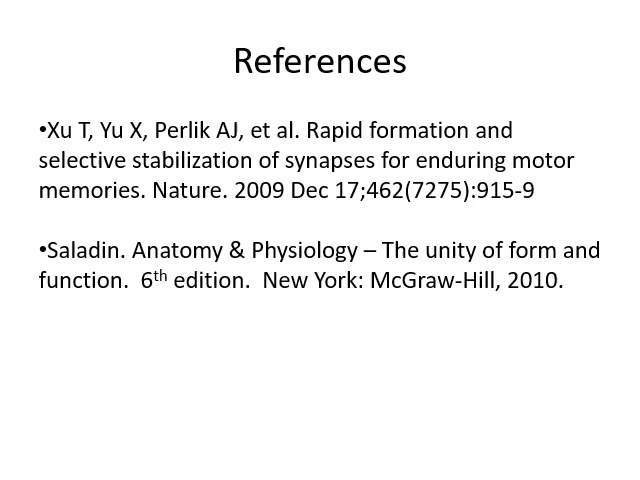 References
•Xu T, Yu X, Perlik AJ, et al. Rapid formation and
selective stabilization of synapses for enduring motor
memories. Nature. 2009 Dec 17;462(7275):915-9
•Saladin. Anatomy & Physiology – The unity of form and
function.  6th edition.  New York: McGraw-Hill, 2010.